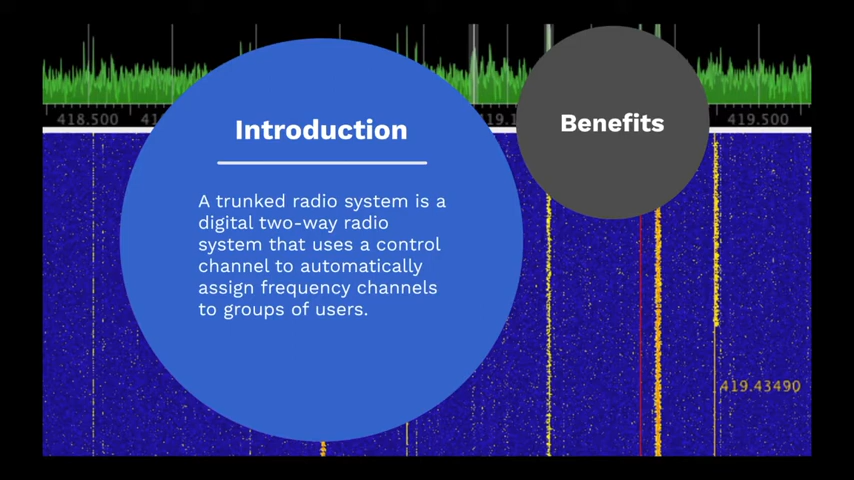 Introduction
A trunked radio system is a
digital two-way radio
system that uses a control
channel to automatically
assign frequency channels
to groups of users.
Benefits
418.500
419.500
419.43490